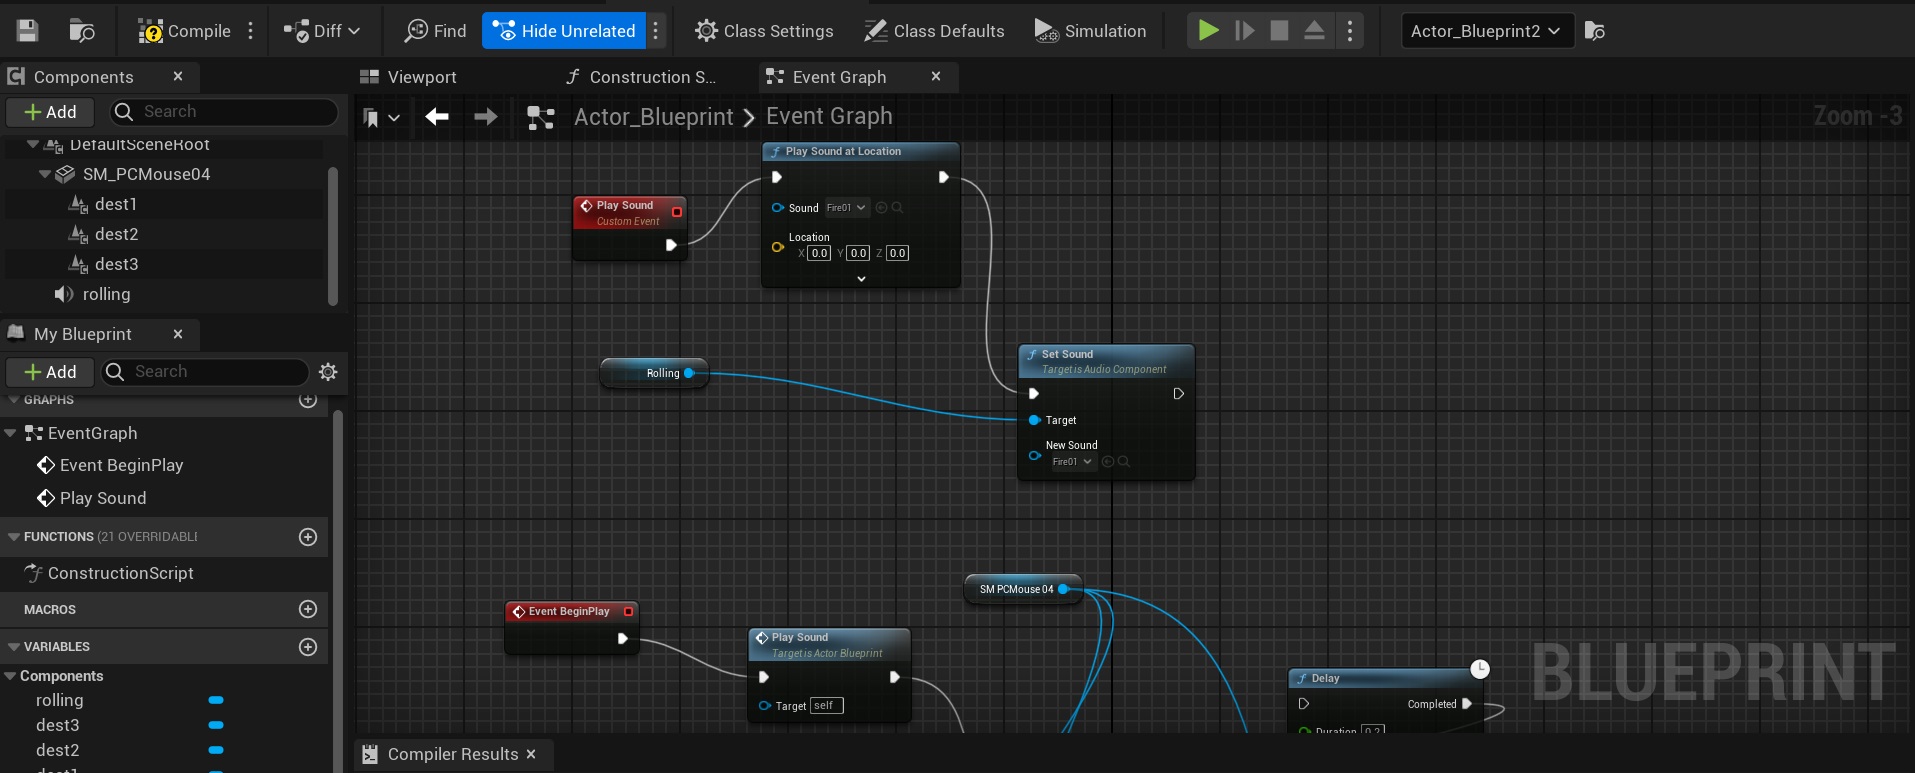 Compile
Diff
Find
Hide Unrelated
Class Settings
Class Defaults
Simulation
Actor_Blueprint2
Components
Viewport
Construction S...
Event Graph
Add
Search
Actor_Blueprint
Event Graph
Zoom -3
DefaultSceneRoot
SM_PCMouse04
dest1
dest2
dest3
rolling
Play Sound
Custom Event
Play Sound at Location
Sound Fire01
Location
X 0.0 Y 0.0 Z 0.0
My Blueprint
Add
Search
GRAPHS
EventGraph
Event BeginPlay
Play Sound
FUNCTIONS (21 OVERRIDABL
ConstructionScript
MACROS
VARIABLES
Components
rolling
dest3
dest2
dest1
Rolling
Set Sound
Target is Audio Component
Target
New Sound
Fire01
SM PCMouse 04
Event BeginPlay
Play Sound
Target is Actor Blueprint
Target self
Delay
Completed
Duration 0.2
BLUEPRINT
Compiler Results